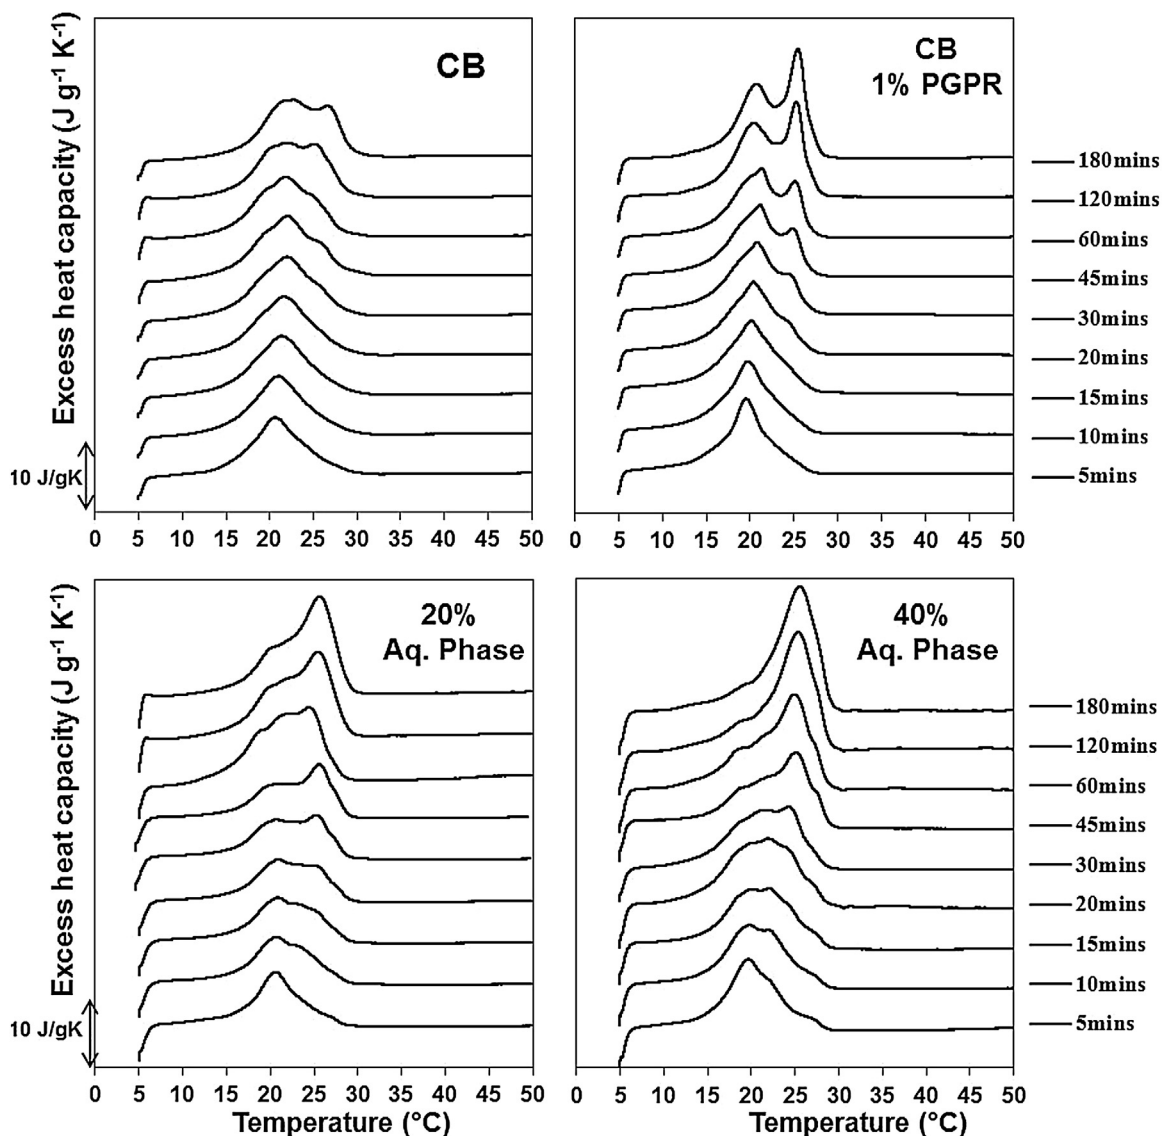 Excess heat capacity (J g⁻¹ K⁻¹)
10 J/gK
CB
0 5 10 15 20 25 30 35 40 45 50
CB
1% PGPR
0 5 10 15 20 25 30 35 40 45 50
180mins
120mins
60mins
45mins
30mins
20mins
15mins
10mins
5mins
Excess heat capacity (J g⁻¹ K⁻¹)
10 J/gK
20%
Aq. Phase
0 5 10 15 20 25 30 35 40 45 50
Temperature (°C)
40%
Aq. Phase
0 5 10 15 20 25 30 35 40 45 50
Temperature (°C)
180mins
120mins
60mins
45mins
30mins
20mins
15mins
10mins
5mins